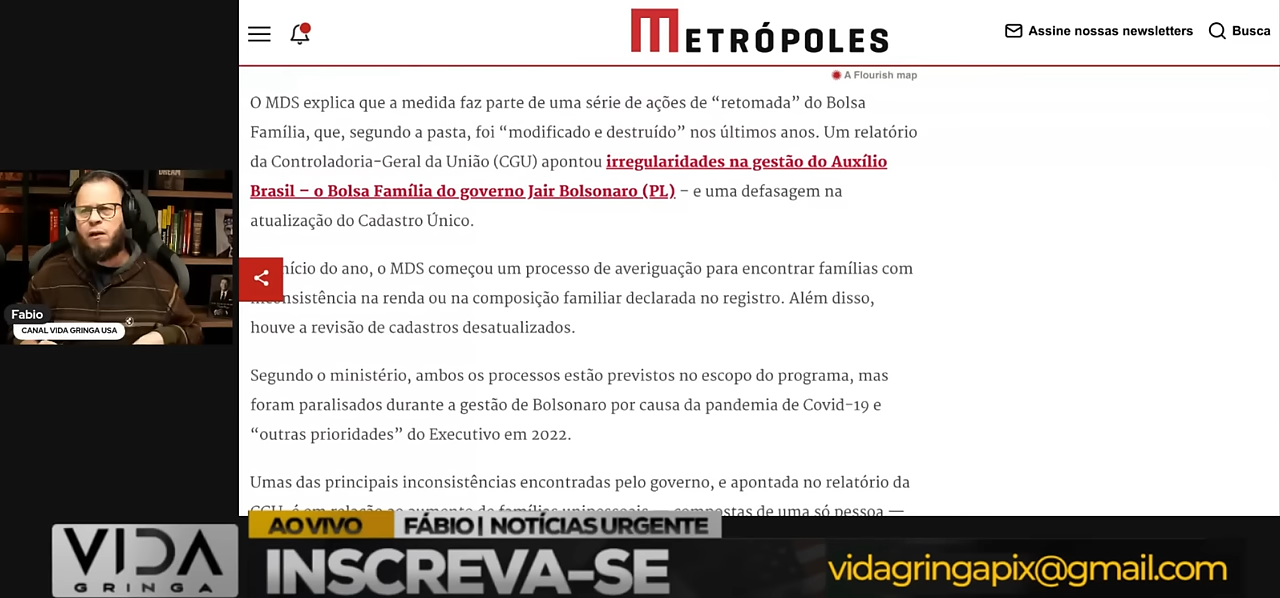 METRÓPOLES
Assine nossas newsletters
Busca
A Flourish map
O MDS explica que a medida faz parte de uma série de ações de “retomada” do Bolsa
Família, que, segundo a pasta, foi “modificado e destruído” nos últimos anos. Um relatório
da Controladoria-Geral da União (CGU) apontou irregularidades na gestão do Auxílio
Brasil – o Bolsa Família do governo Jair Bolsonaro (PL) – e uma defasagem na
atualização do Cadastro Único.
nício do ano, o MDS começou um processo de averiguação para encontrar famílias com
inconsistência na renda ou na composição familiar declarada no registro. Além disso,
houve a revisão de cadastros desatualizados.
Segundo o ministério, ambos os processos estão previstos no escopo do programa, mas
foram paralisados durante a gestão de Bolsonaro por causa da pandemia de Covid-19 e
“outras prioridades” do Executivo em 2022.
Umas das principais inconsistências encontradas pelo governo, e apontada no relatório da
CGU, é em relação ao aumento de famílias unipessoais — compostas de uma só pessoa —
DREAM
Fabio
CANAL VIDA GRINGA USA
VIDA
GRINGA
AO VIVO
FÁBIO | NOTÍCIAS URGENTE
INSCREVA-SE
vidagringapix@gmail.com